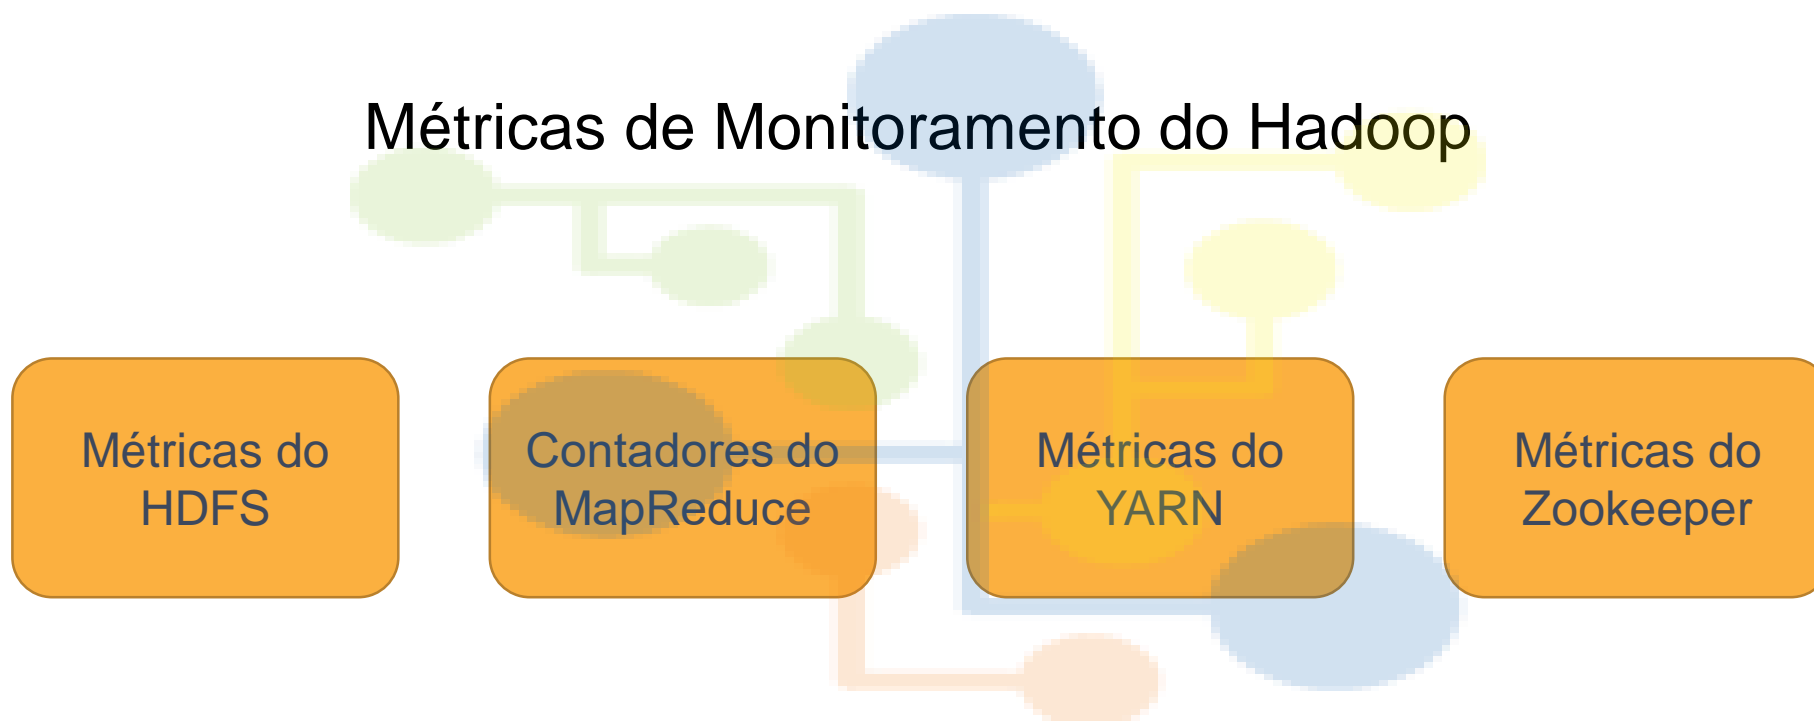 Métricas de Monitoramento do Hadoop
Métricas do
HDFS
Contadores do
MapReduce
Métricas do
YARN
Métricas do
Zookeeper